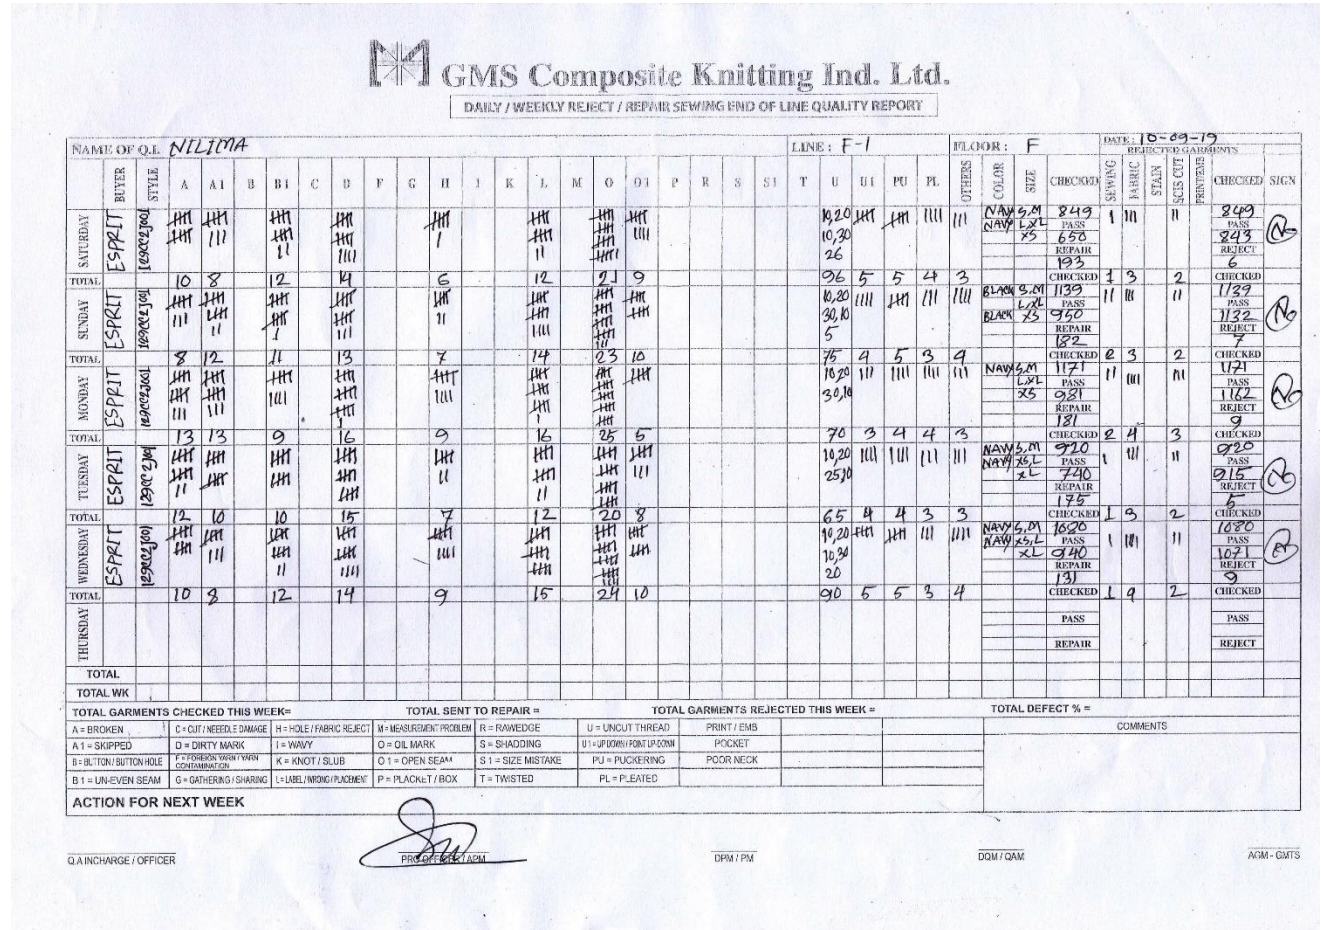 GMS Composite Knitting Ind. Ltd.
DAILY / WEEKLY REJECT / REPAIR SEWING END OF LINE QUALITY REPORT
NAME OF Q.I. NILIMA LINE : F-1 FLOOR : F DATE : 10-09-19
REJECTED GARMENTS
BUYER STYLE A A1 B B1 C D F G H I K L M O O1 P R S S1 T U U1 PU PL OTHERS COLOR SIZE CHECKED SEWING FABRIC STAIN SCIS CUT PRINT/EMB CHECKED SIGN
SATURDAY ESPRIT 10,20 NAVY S,M 849 849
NAVY L,XL PASS PASS
10,30 XS 650 843
26 REPAIR REJECT
193 6
TOTAL 10 8 12 14 6 12 21 9 96 5 5 4 3 CHECKED 1 3 2 CHECKED
SUNDAY ESPRIT 10,20 BLACK S,M 1139 1139
L,XL PASS PASS
30,10 BLACK XS 950 1132
5 REPAIR REJECT
182 7
TOTAL 8 12 11 13 7 14 23 10 75 4 5 3 4 CHECKED 2 3 2 CHECKED
MONDAY ESPRIT 10,20 NAVY S,M 1171 1171
L,XL PASS PASS
30,10 XS 981 1162
REPAIR REJECT
181 9
TOTAL 13 13 9 16 9 16 25 5 70 3 4 4 3 CHECKED 2 4 3 CHECKED
TUESDAY ESPRIT 10,20 NAVY S,M 920 920
NAVY XS,L PASS PASS
XL 740 915
REPAIR REJECT
175 5
TOTAL 12 10 10 15 7 12 20 8 65 4 4 3 3 CHECKED 1 3 2 CHECKED
WEDNESDAY ESPRIT 10,20 NAVY S,M 1080 1080
NAVY XS,L PASS PASS
10,30 XL 940 1071
20 REPAIR REJECT
131 9
TOTAL 10 8 12 14 9 15 24 10 90 5 5 3 4 CHECKED 1 9 2 CHECKED
THURSDAY PASS PASS
REPAIR REJECT
TOTAL
TOTAL WK
TOTAL GARMENTS CHECKED THIS WEEK= TOTAL SENT TO REPAIR = TOTAL GARMENTS REJECTED THIS WEEK = TOTAL DEFECT % =
A = BROKEN C = CUT / NEEEDLE DAMAGE H = HOLE / FABRIC REJECT M = MEASUREMENT PROBLEM R = RAWEDGE U = UNCUT THREAD PRINT / EMB COMMENTS
A 1 = SKIPPED D = DIRTY MARK I = WAVY O = OIL MARK S = SHADDING U 1 = UP DOWN / POINT UP-DOWN POCKET
B = BUTTON / BUTTON HOLE F = FOREIGN YARN / YARN CONTAMINATION K = KNOT / SLUB O 1 = OPEN SEAM S 1 = SIZE MISTAKE PU = PUCKERING POOR NECK
B 1 = UN-EVEN SEAM G = GATHERING / SHARING L = LABEL / WRONG / PLACEMENT P = PLACKET / BOX T = TWISTED PL = PLEATED
ACTION FOR NEXT WEEK
Q.A INCHARGE / OFFICER PRO OFFICER / APM DPM / PM DQM / QAM AGM - GMTS